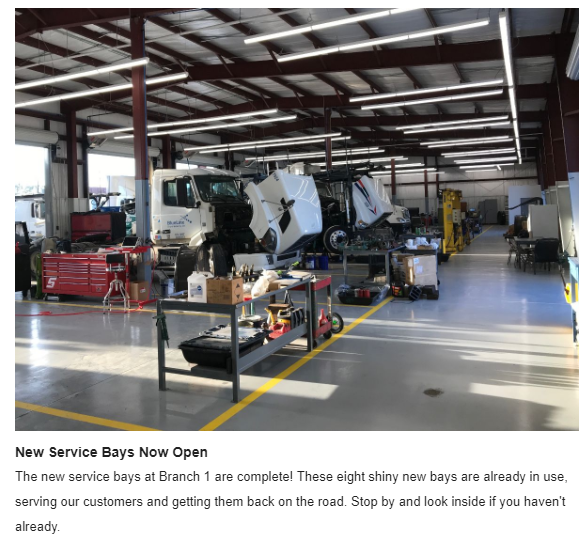 New Service Bays Now Open
The new service bays at Branch 1 are complete! These eight shiny new bays are already in use,
serving our customers and getting them back on the road. Stop by and look inside if you haven’t
already.